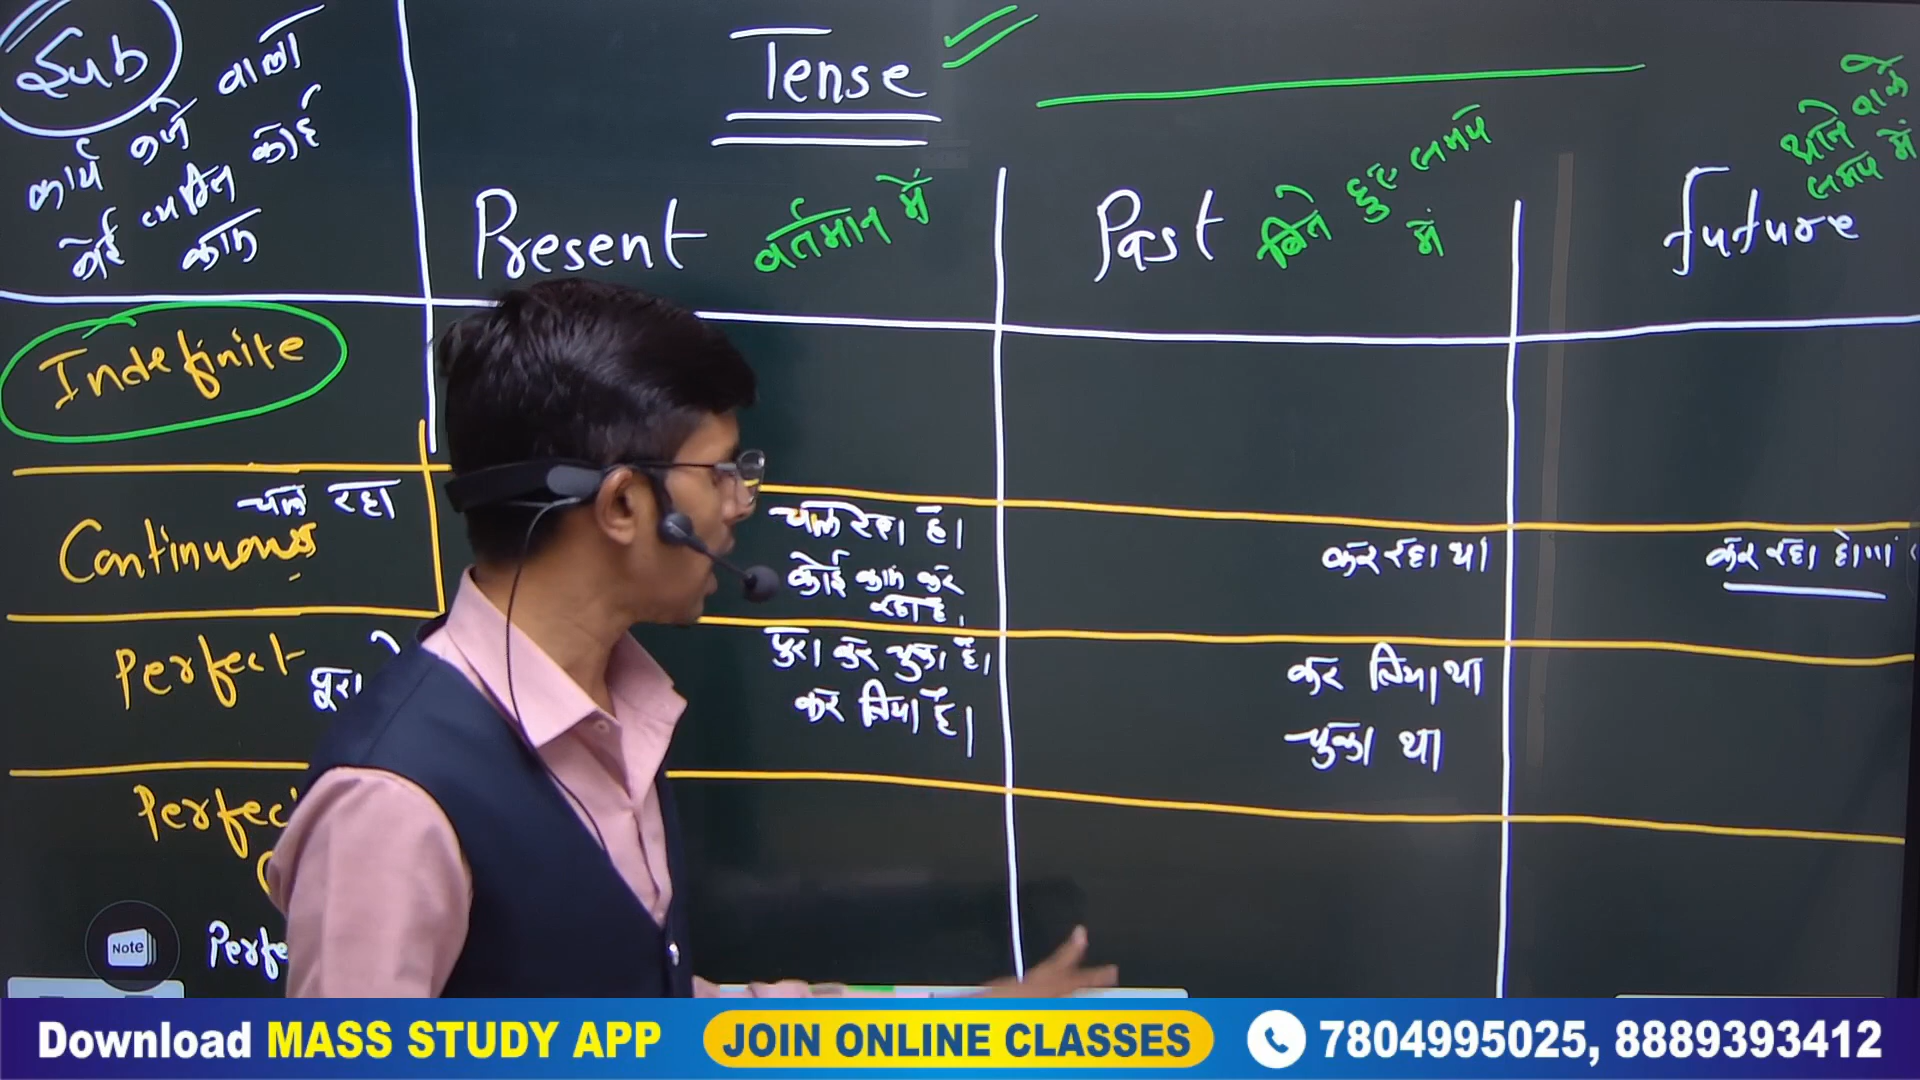 Sub
वाला
कार्य करने
कोई व्यक्ति कोई
काम
Tense
Present वर्तमान में
Past बिते हुए समय
में
future
आने वाले
समय में
Indefinite
Continuous
चल रहा
चल रहा है।
कोई काम कर
रहा है।
कर रहा था
कर रहा होगा
Perfect
पूरा
पुरा कर चुका है।
कर लिया है।
कर लिया था
चुका था
Perfec
Note
Perfe
Download MASS STUDY APP JOIN ONLINE CLASSES 7804995025, 8889393412